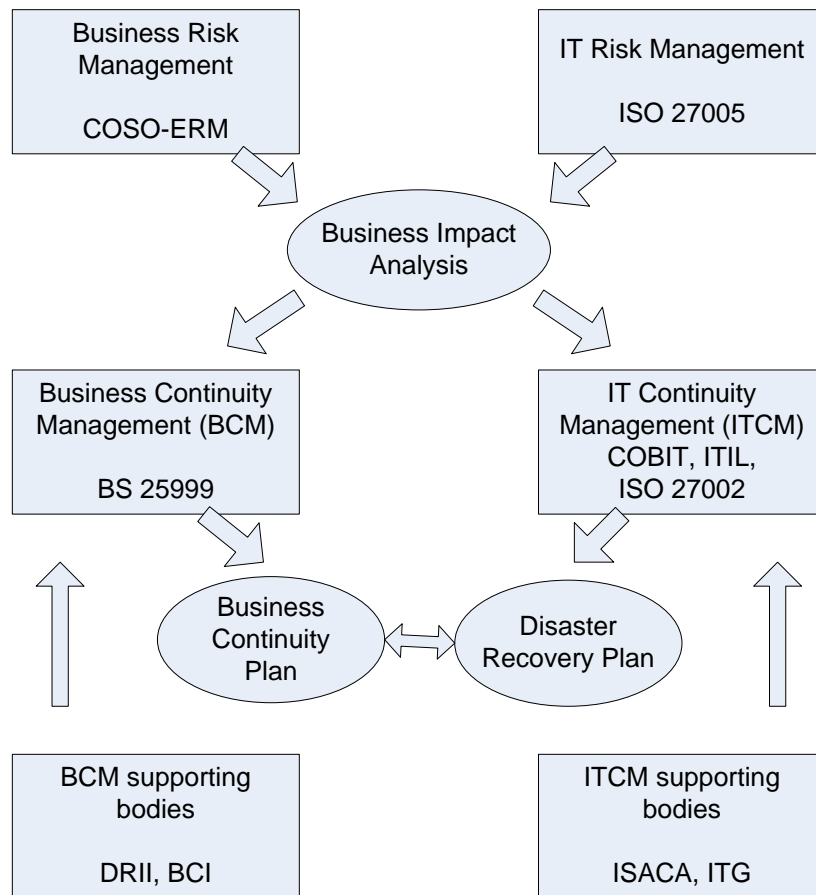 Business Risk
Management
COSO-ERM
IT Risk Management
ISO 27005
Business Impact
Analysis
Business Continuity
Management (BCM)
BS 25999
IT Continuity
Management (ITCM)
COBIT, ITIL,
ISO 27002
Business
Continuity
Plan
Disaster
Recovery Plan
BCM supporting
bodies
DRII, BCI
ITCM supporting
bodies
ISACA, ITG